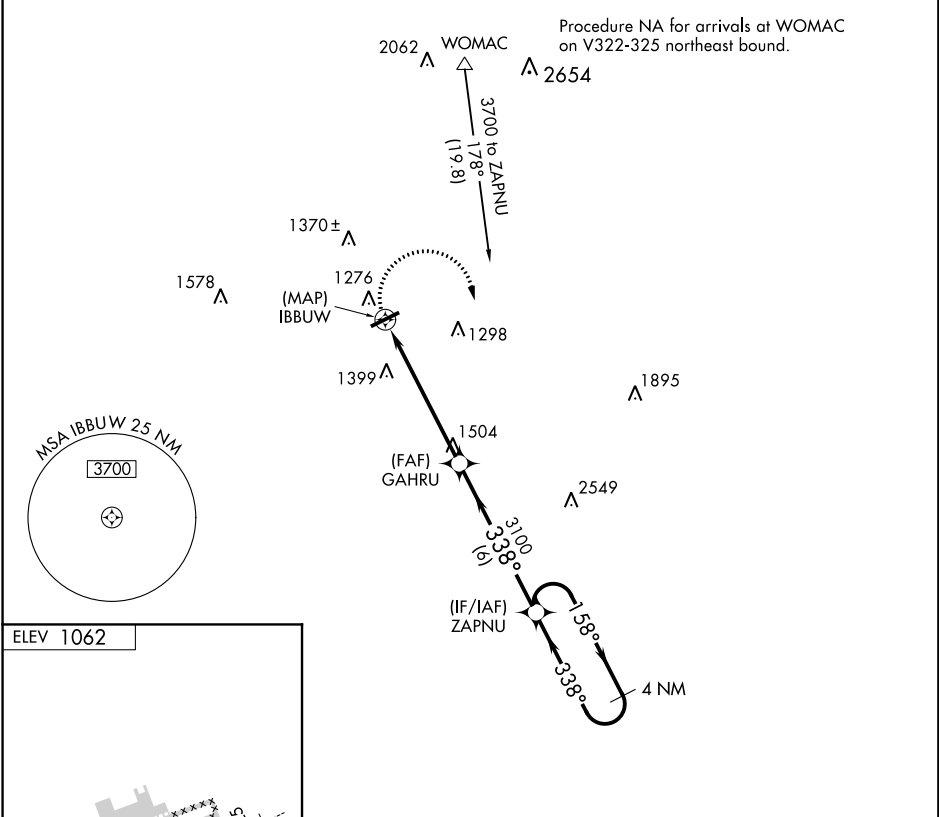 Procedure NA for arrivals at WOMAC
on V322-325 northeast bound.
2062
WOMAC
2654
3700 to ZAPNU
178°
(19.8)
1370±
1578
1276
(MAP)
IBBUW
1298
1399
1895
MSA IBBUW 25 NM
3700
1504
(FAF)
GAHRU
2549
3100
338°
(6)
(IF/IAF)
ZAPNU
158°
338°
4 NM
ELEV 1062